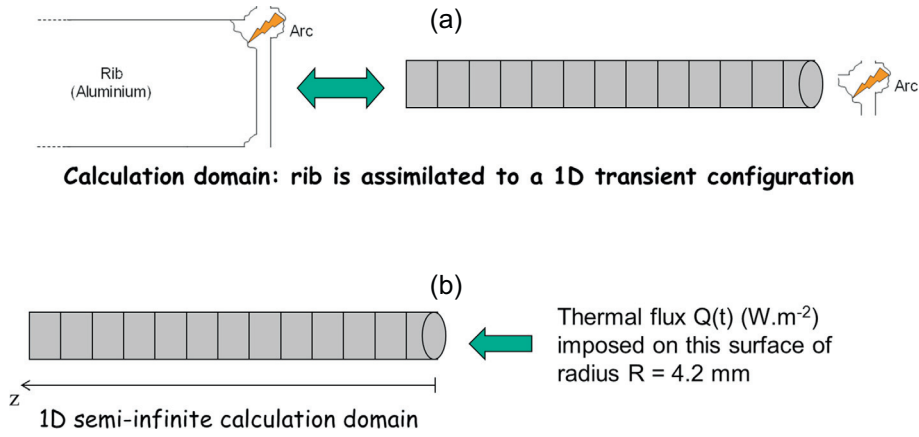 (a)
Arc
Rib
(Aluminium)
Arc
Calculation domain: rib is assimilated to a 1D transient configuration
(b)
Thermal flux Q(t) (W.m⁻²)
imposed on this surface of
radius R = 4.2 mm
z
1D semi-infinite calculation domain